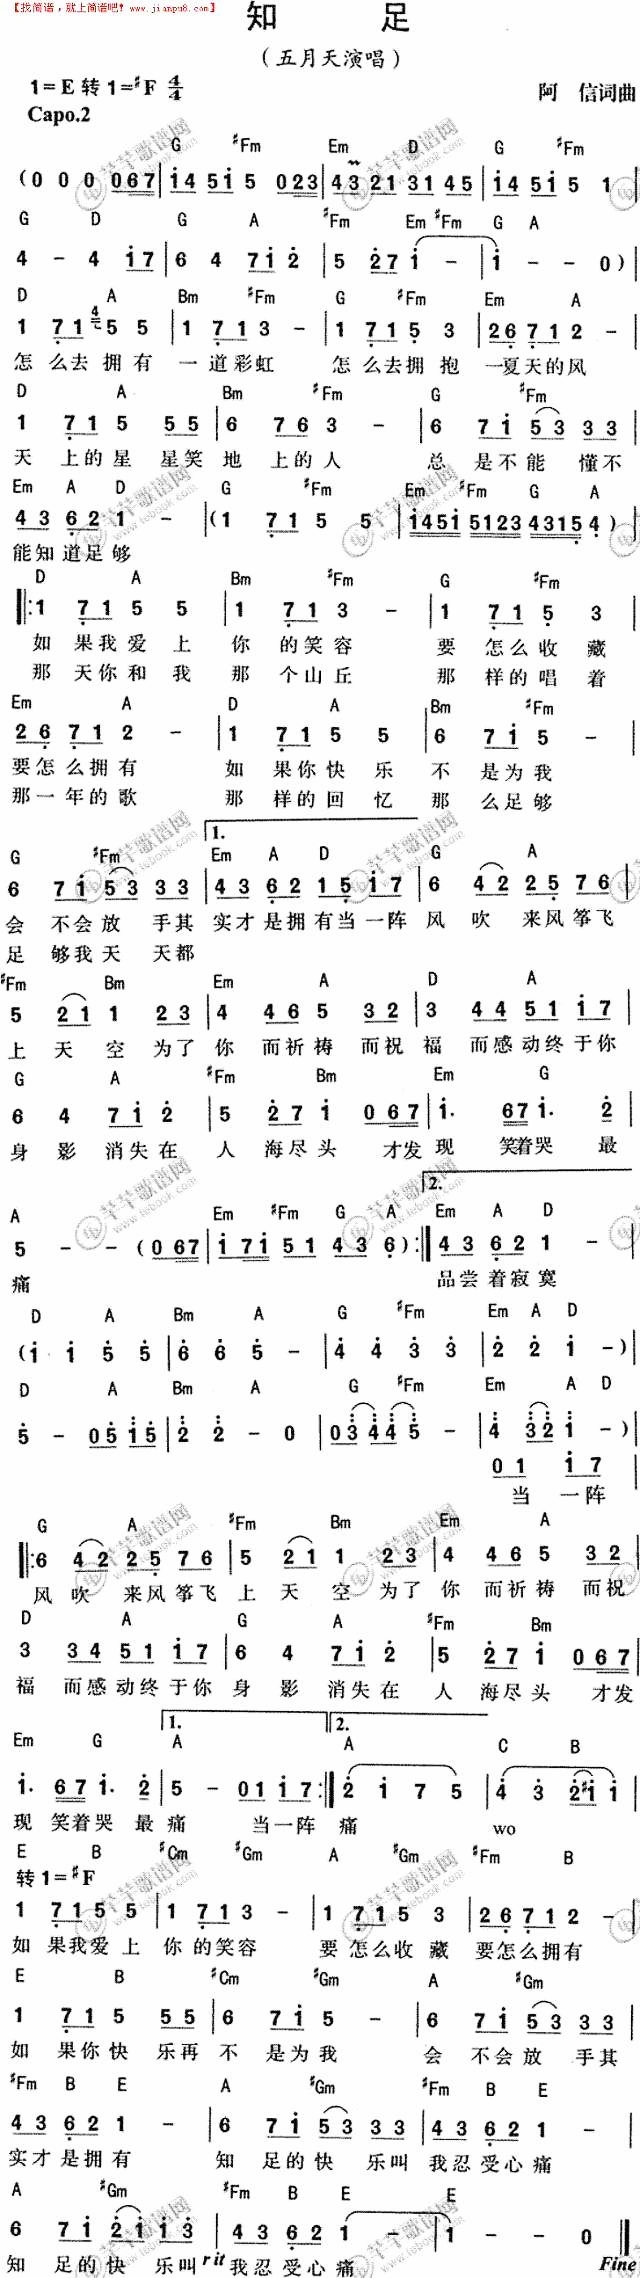 【找简谱，就上简谱吧! www.jianpu8.com】
知 足
（五月天演唱）
1=E 转 1=#F 4/4
阿 信词曲
Capo.2
G #Fm Em D G #Fm
(0 0 0 067 | i45i 5 023 | 4321 3145 | i45i 5 1 |
G D G A #Fm Em #Fm G A
4 - 4 i7 | 6 4 7i 2 | 5 27 i - | i - - 0) |
D A Bm #Fm G #Fm Em A
1 71 5 5 | 1 71 3 - | 1 71 5 3 | 26 71 2 - |
怎 么去 拥 有 一 道彩 虹 怎 么去 拥 抱 一夏天的风
D A Bm #Fm G #Fm
1 71 5 55 | 6 76 3 - | 6 7i 53 33 |
天 上的 星 星笑 地 上的 人 总 是不 能 懂不
Em A D G #Fm Em #Fm G A
43 62 1 - | (1 71 5 5 | i45i 5123 4315 4) |
能知道足够
D A Bm #Fm G #Fm
1 71 5 5 | 1 71 3 - | 1 71 5 3 |
如 果我 爱 上 你 的笑 容 要 怎么 收 藏
那 天你 和 我 那 个山 丘 那 样的 唱 着
Em A D A Bm #Fm
26 71 2 - | 1 71 5 5 | 6 7i 5 - |
要怎么拥有 如 果你 快 乐 不 是为 我
那一年的歌 那 样的 回 忆 那 么足 够
1.
G #Fm Em A D G A
6 7i 53 33 | 43 62 15 i7 | 6 42 25 76 |
会 不会 放 手其 实才是拥有当一阵 风 吹 来风筝飞
足 够我 天 天都
#Fm Bm Em A D A
5 21 1 23 | 4 46 5 32 | 3 44 51 i7 |
上 天 空 为了 你 而祈 祷 而祝 福 而感动终于你
G A #Fm Bm Em G
6 4 7i 2 | 5 27 i 067 | i. 67 i. 2 |
身 影 消失 在 人 海尽 头 才发 现 笑着哭 最
2.
A Em #Fm G A Em A D
5 - - (067 | i7i 51 43 6) | 43 62 1 -
痛 品尝着寂寞
D A Bm A G #Fm Em A D
(i i 5 5 | 6 6 5 - | 4 4 3 3 | 2 2 i -) |
D A Bm A G #Fm Em A D
5 - 05 i5 | 2 2 - 0 | 03 44 5 - | 4 32 i -) |
01 i7 |
当 一阵
G A #Fm Bm Em A
6 42 25 76 | 5 21 1 23 | 4 46 5 32 |
风 吹 来风筝飞 上 天 空 为了 你 而祈 祷 而祝
D A G A #Fm Bm
3 34 51 i7 | 6 4 7i 2 | 5 27 i 067 |
福 而感动终于你 身 影 消失 在 人 海尽 头 才发
1. 2.
Em G A A C B
i. 67 i. 2 | 5 - 01 i7 | 2 i 7 5 | 4 3 2#i i |
现 笑着哭 最 痛 当一阵 痛 wo
E B #Cm #Gm A #Gm #Fm B
转 1=#F
1 71 5 5 | 1 71 3 - | 1 71 5 3 | 26 71 2 - |
如 果我 爱 上 你 的笑 容 要 怎么 收 藏 要怎么拥有
E B #Cm #Gm A #Gm
1 71 5 55 | 6 7i 5 - | 6 7i 53 33 |
如 果你 快 乐再 不 是为 我 会 不会 放 手其
#Fm B E A #Gm #Fm B E
43 62 1 - | 6 7i 53 33 | 43 62 1 - |
实才是拥有 知 足的 快 乐叫 我忍受心痛
A #Gm #Fm B E E
6 7i 2i i3 | 43 62 1 - | 1 - - 0
知 足的 快 乐叫 rit 我忍受心痛 Fine